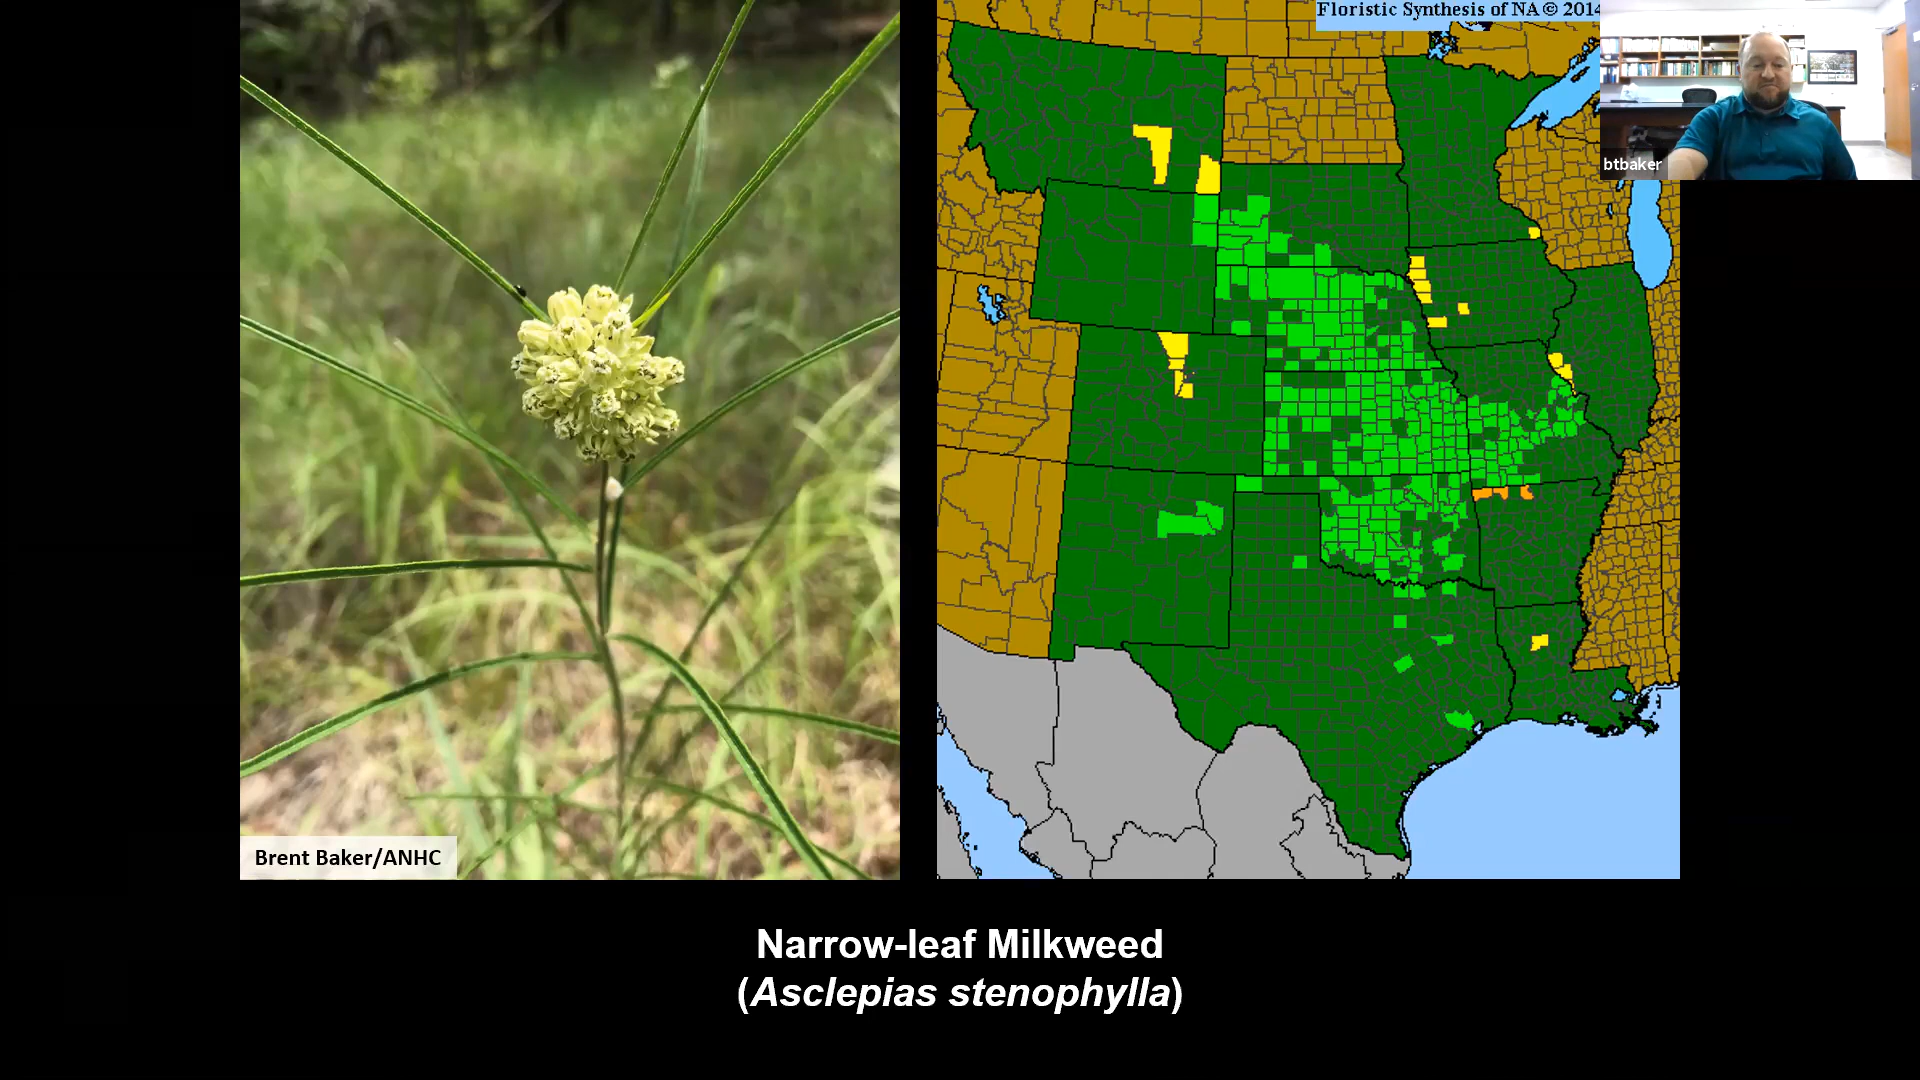 Floristic Synthesis of NA © 2014
btbaker
Brent Baker/ANHC
Narrow-leaf Milkweed
(Asclepias stenophylla)